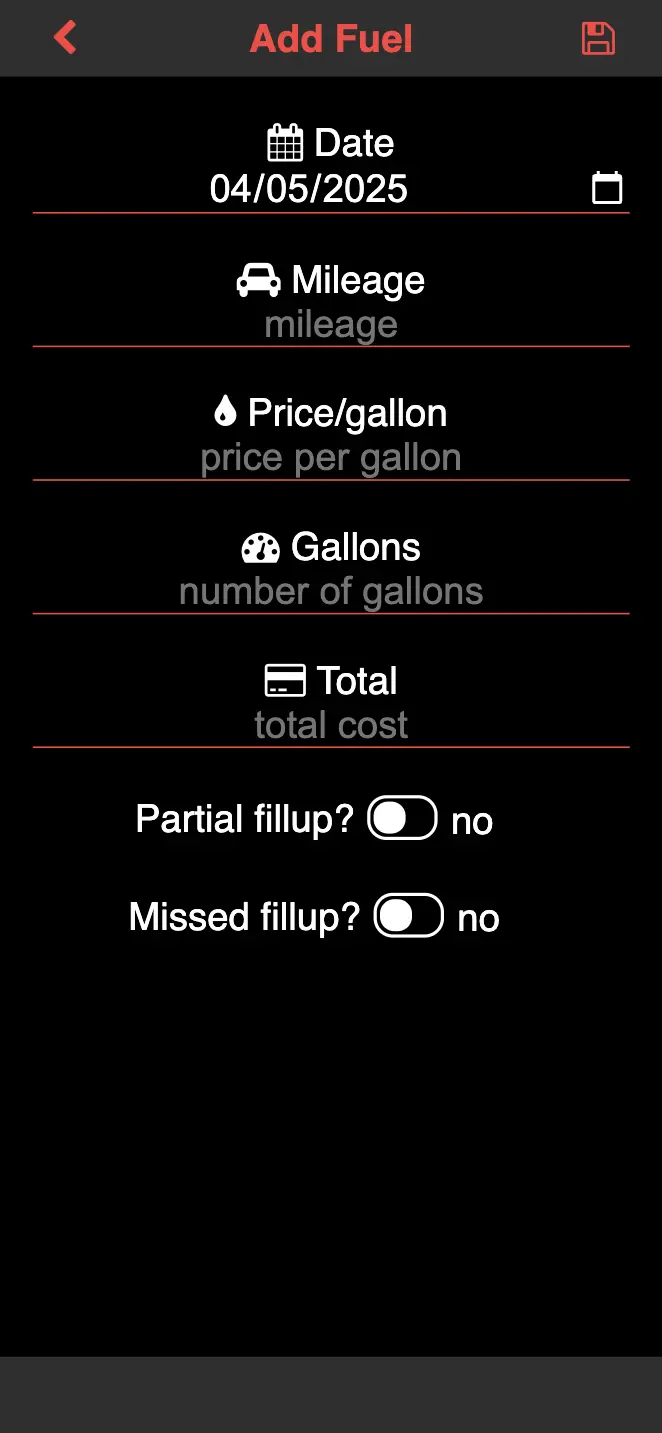 Add Fuel
Date
04/05/2025
Mileage
mileage
Price/gallon
price per gallon
Gallons
number of gallons
Total
total cost
Partial fillup? no
Missed fillup? no